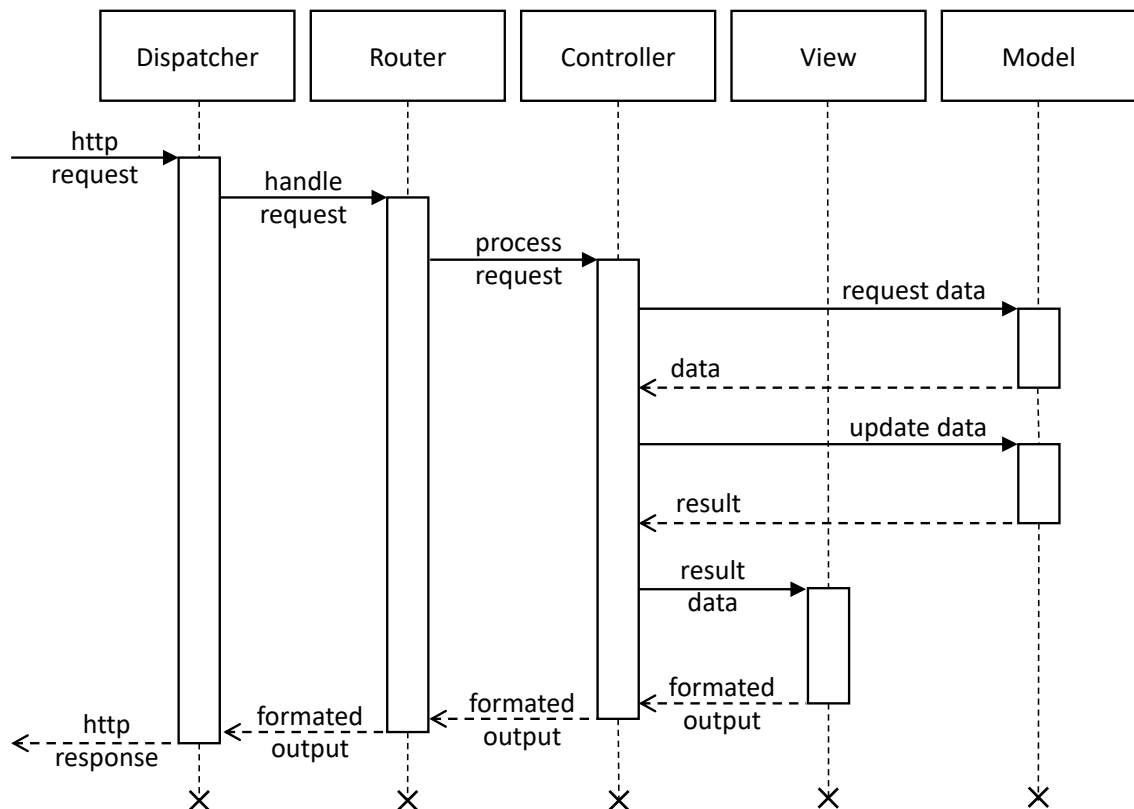 Dispatcher
Router
Controller
View
Model
http
request
handle
request
process
request
request data
data
update data
result
result
data
formated
output
formated
output
formated
output
http
response